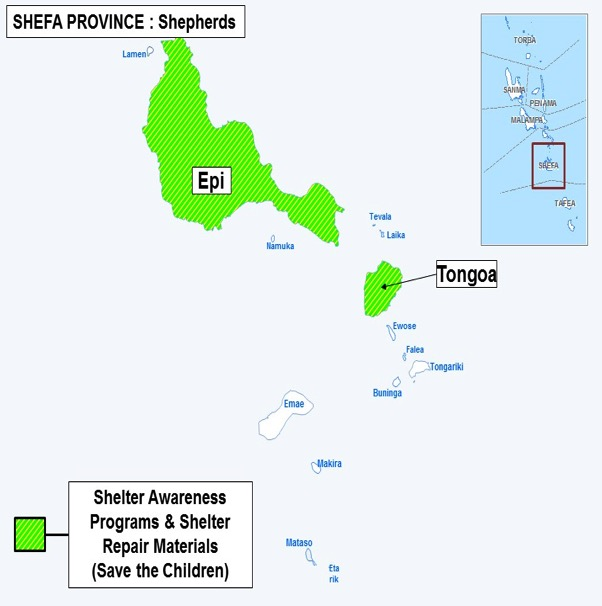 SHEFA PROVINCE : Shepherds
Lamen
TORBA
SANMA
PENAMA
MALAMPA
SHEFA
TAFEA
Epi
Tevala
Laika
Namuka
Tongoa
Ewose
Falea
Tongariki
Buninga
Emae
Makira
Shelter Awareness
Programs & Shelter
Repair Materials
(Save the Children)
Mataso
Eta
rik